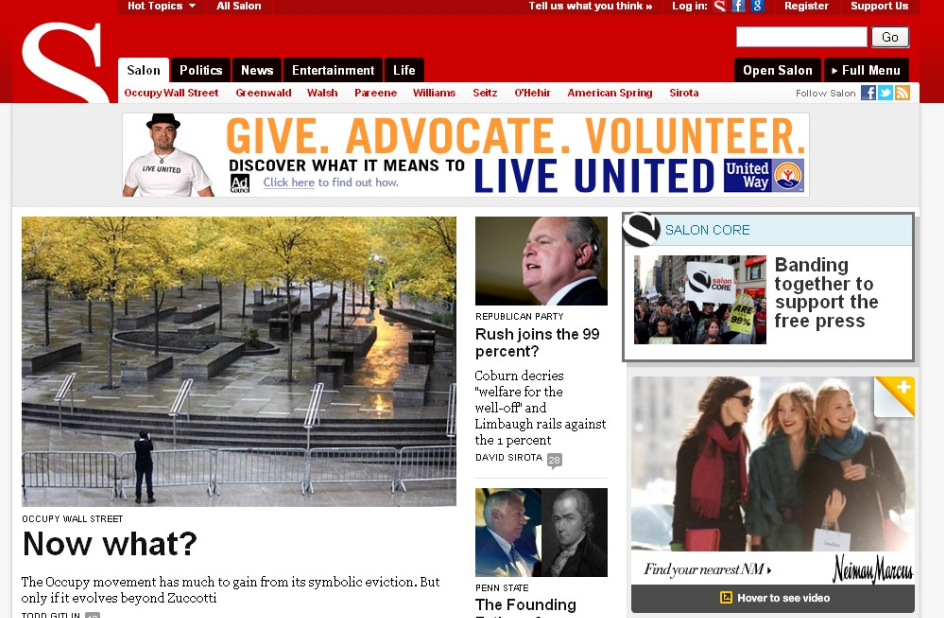 Hot Topics
All Salon
Tell us what you think »
Log in:
Register
Support Us
S
Go
Salon
Politics
News
Entertainment
Life
Open Salon
Full Menu
Occupy Wall Street
Greenwald
Walsh
Pareene
Williams
Seitz
O'Hehir
American Spring
Sirota
Follow Salon
LIVE UNITED
GIVE. ADVOCATE. VOLUNTEER.
DISCOVER WHAT IT MEANS TO
LIVE UNITED
Ad Council
Click here to find out how.
United Way
OCCUPY WALL STREET
Now what?
The Occupy movement has much to gain from its symbolic eviction. But
only if it evolves beyond Zuccotti
TODD GITLIN
REPUBLICAN PARTY
Rush joins the 99
percent?
Coburn decries
"welfare for the
well-off" and
Limbaugh rails against
the 1 percent
DAVID SIROTA 28
PENN STATE
The Founding
S SALON CORE
Banding
together to
support the
free press
S
salon
CORE
ARE
99%
Find your nearest NM
Neiman Marcus
Hover to see video